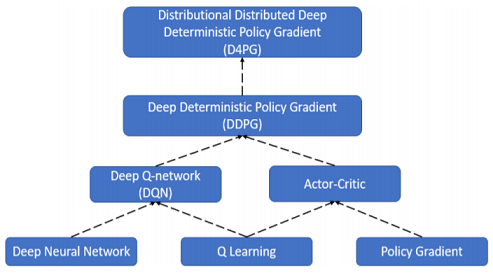 Distributional Distributed Deep
Deterministic Policy Gradient
(D4PG)
Deep Deterministic Policy Gradient
(DDPG)
Deep Q-network
(DQN)
Actor-Critic
Deep Neural Network
Q Learning
Policy Gradient